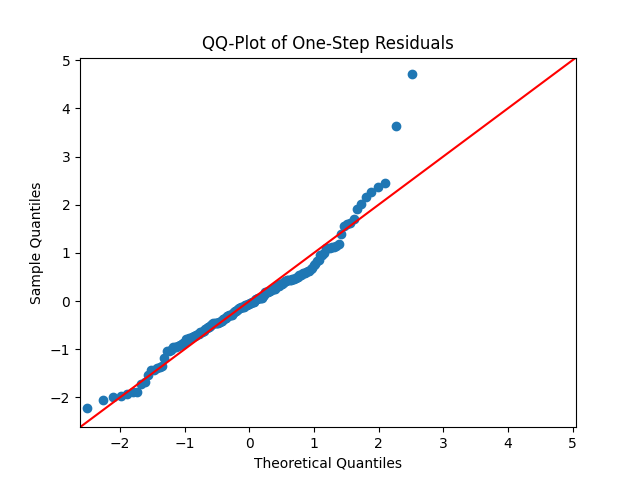 QQ-Plot of One-Step Residuals
5
4
3
2
1
0
−1
−2
Sample Quantiles
−2 −1 0 1 2 3 4 5
Theoretical Quantiles